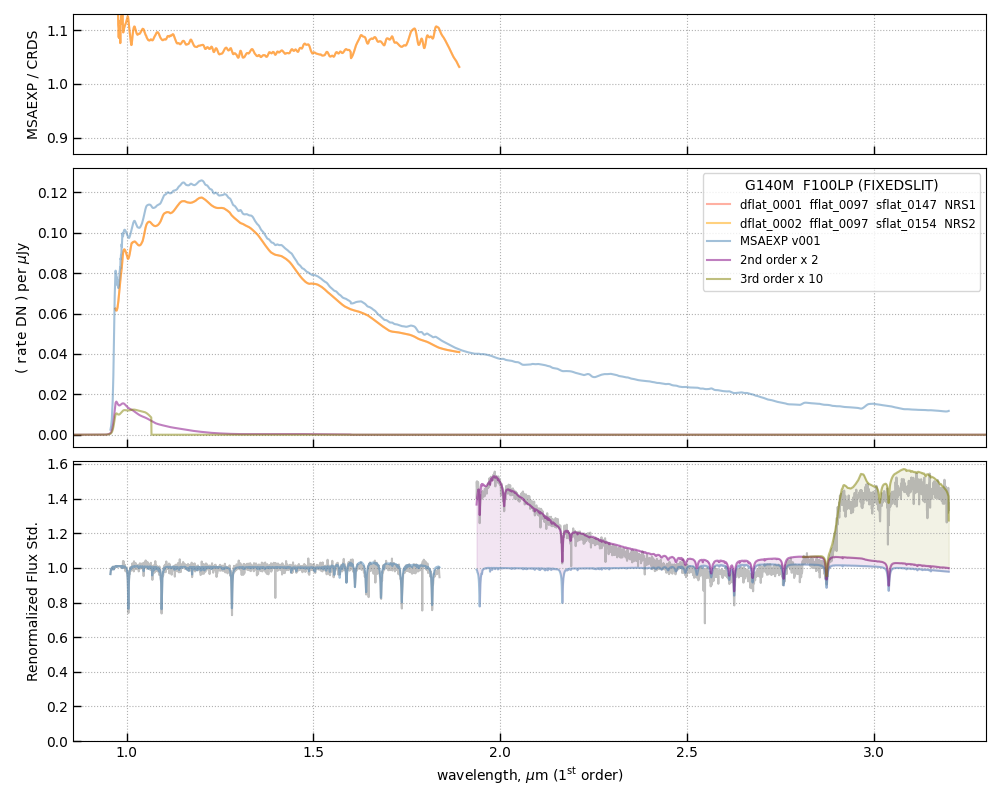 1.1
1.0
0.9
MSAEXP / CRDS
0.12
0.10
0.08
0.06
0.04
0.02
0.00
( rate DN ) per μJy
G140M F100LP (FIXEDSLIT)
dflat_0001 fflat_0097 sflat_0147 NRS1
dflat_0002 fflat_0097 sflat_0154 NRS2
MSAEXP v001
2nd order x 2
3rd order x 10
1.6
1.4
1.2
1.0
0.8
0.6
0.4
0.2
0.0
Renormalized Flux Std.
1.0 1.5 2.0 2.5 3.0
wavelength, μm (1st order)